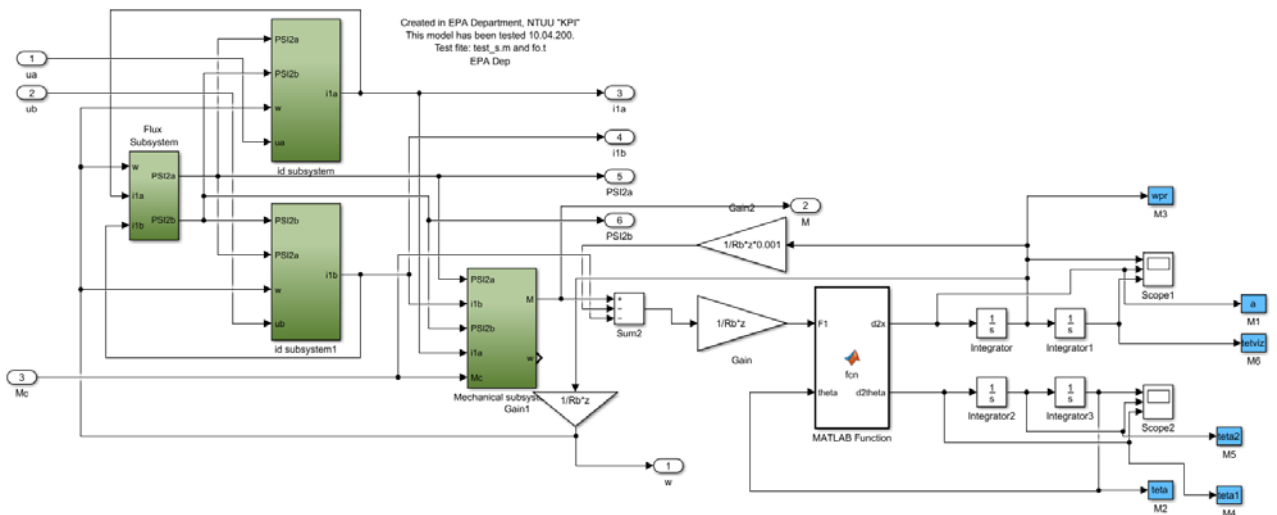 Created in EPA Department, NTUU "KPI"
This model has been tested 10.04.200.
Test fite: test_s.m and fo.t
EPA Dep
1
ua
2
ub
PSI2a
PSI2b
w
ua
i1a
id subsystem
Flux
Subsystem
w
i1a
i1b
PSI2a
PSI2b
PSI2b
PSI2a
w
ub
i1b
id subsystem1
3
i1a
4
i1b
5
PSI2a
6
PSI2b
3
Mc
PSI2a
i1b
PSI2b
i1a
Mc
M
w
Mechanical subsyste
Gain1
1/Rb*z
1
w
2
M
Gain2
1/Rb*z*0.001
+
−
−
Sum2
1/Rb*z
Gain
F1
theta
d2x
d2theta
fcn
MATLAB Function
1
s
Integrator
1
s
Integrator1
1
s
Integrator2
1
s
Integrator3
wpr
M3
Scope1
a
M1
tetviz
M6
Scope2
teta2
M5
teta
M2
teta1
M4